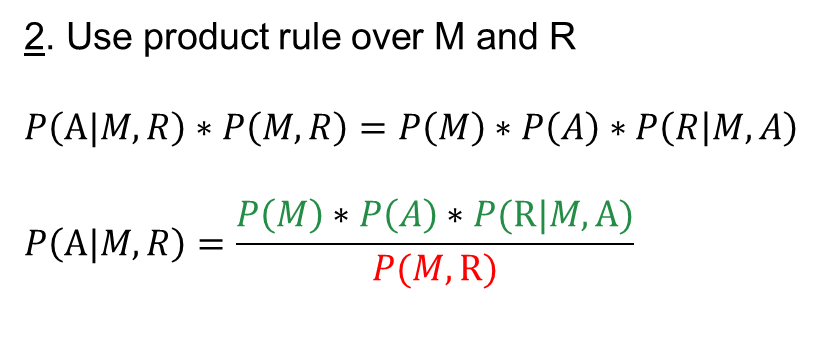 2. Use product rule over M and R
P(A|M, R) * P(M, R) = P(M) * P(A) * P(R|M, A)
P(A|M, R) = P(M) * P(A) * P(R|M, A)
P(M, R)